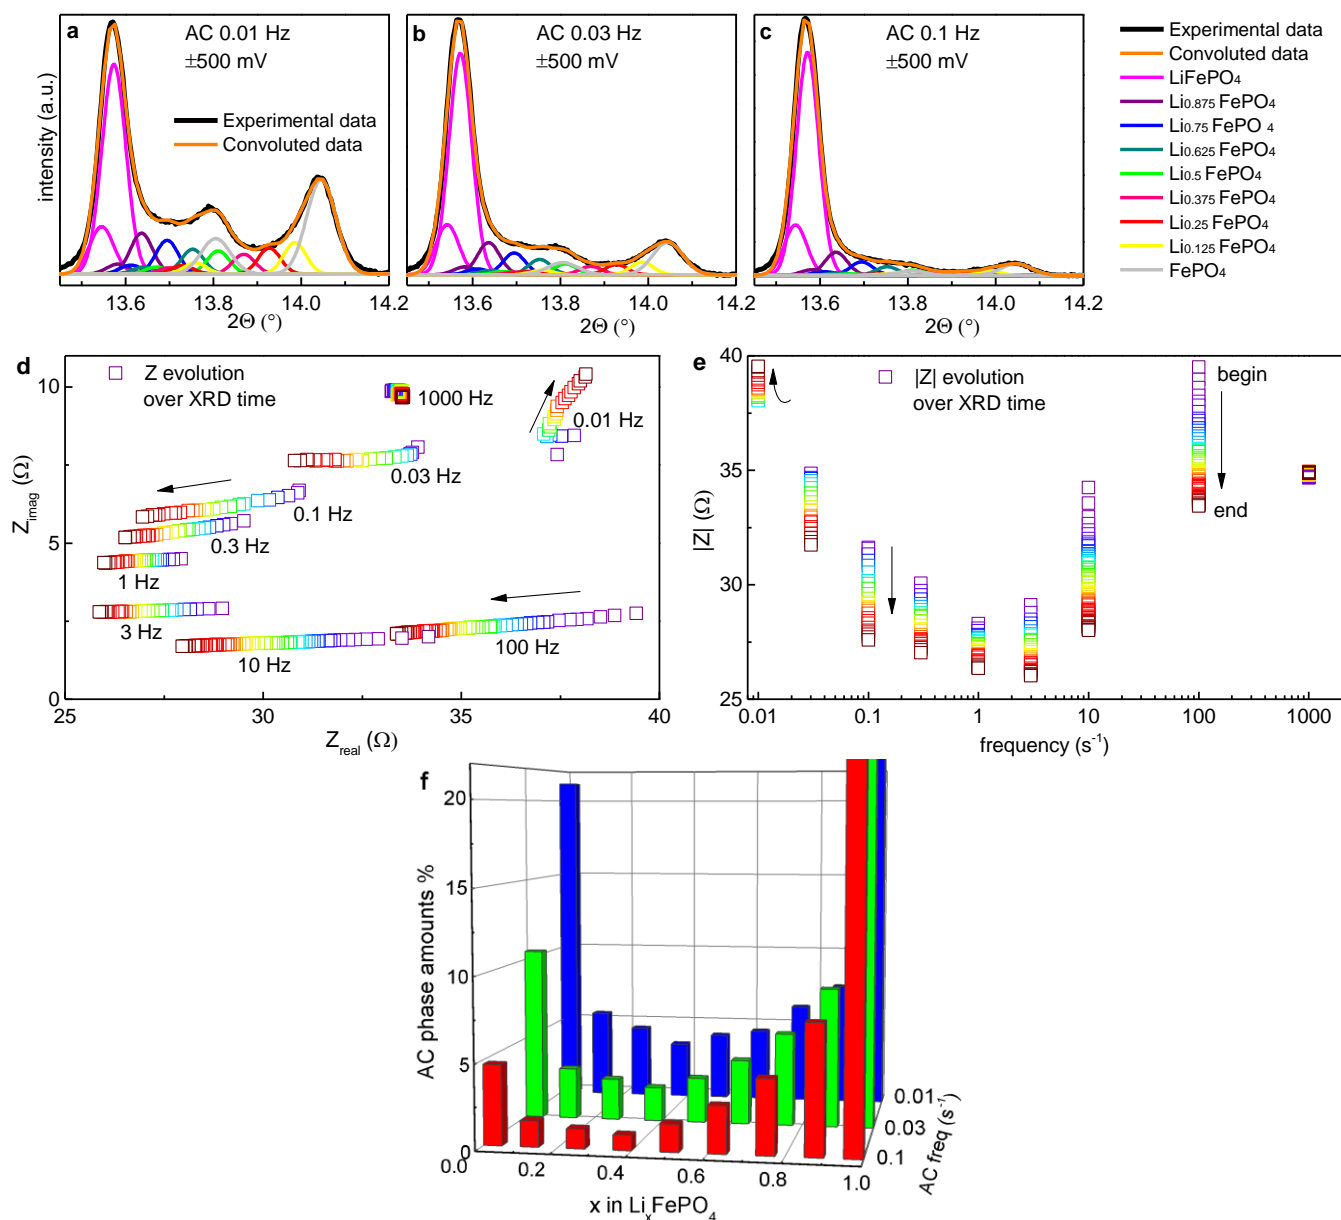 a
AC 0.01 Hz
±500 mV
Experimental data
Convoluted data
intensity (a.u.)
13.6 13.8 14.0 14.2
2Θ (°)
b
AC 0.03 Hz
±500 mV
13.6 13.8 14.0 14.2
2Θ (°)
c
AC 0.1 Hz
±500 mV
13.6 13.8 14.0 14.2
2Θ (°)
Experimental data
Convoluted data
LiFePO4
Li0.875 FePO4
Li0.75 FePO 4
Li0.625 FePO4
Li0.5 FePO4
Li0.375 FePO4
Li0.25 FePO4
Li0.125 FePO4
FePO4
d
Z evolution
over XRD time
1000 Hz
0.01 Hz
0.03 Hz
0.1 Hz
0.3 Hz
1 Hz
3 Hz
10 Hz
100 Hz
Zimag (Ω)
10
5
0
25 30 35 40
Zreal (Ω)
e
|Z| evolution
over XRD time
begin
end
|Z| (Ω)
40
35
30
25
0.01 0.1 1 10 100 1000
frequency (s-1)
f
AC phase amounts %
20
15
10
5
0
0.0 0.2 0.4 0.6 0.8 1.0
x in LixFePO4
0.01
0.03
0.1
AC freq (s-1)